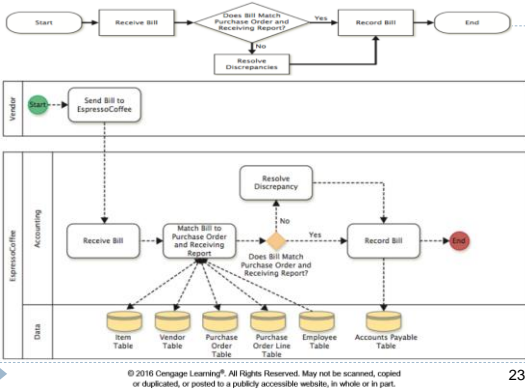 Start
Receive Bill
Does Bill Match
Purchase Order and
Receiving Report?
Yes
Record Bill
End
No
Resolve
Discrepancies
Vendor
Start
Send Bill to
EspressoCoffee
EspressoCoffee
Accounting
Resolve
Discrepancy
No
Receive Bill
Match Bill to
Purchase Order
and Receiving
Report
Yes
Does Bill Match
Purchase Order and
Receiving Report?
Record Bill
End
Data
Item
Table
Vendor
Table
Purchase
Order
Table
Purchase
Order Line
Table
Employee
Table
Accounts Payable
Table
© 2016 Cengage Learning®. All Rights Reserved. May not be scanned, copied
or duplicated, or posted to a publicly accessible website, in whole or in part.
23